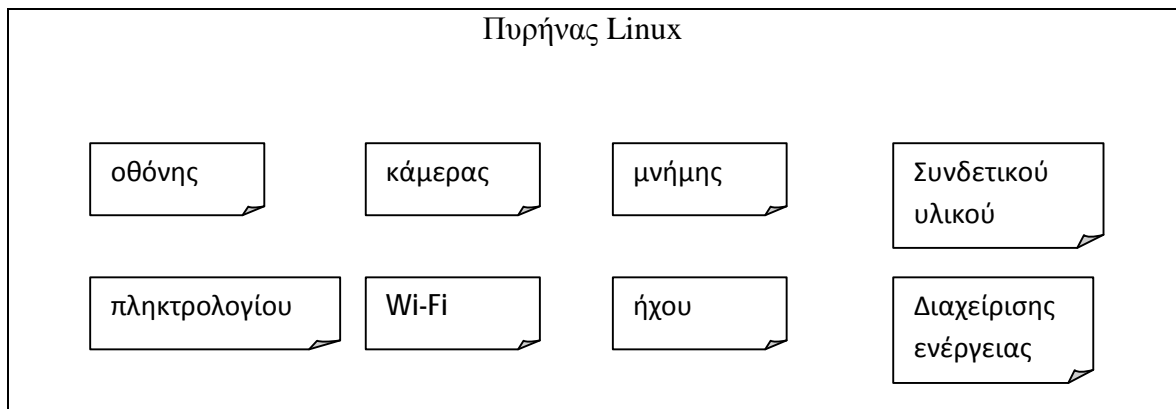 Πυρήνας Linux
οθόνης
κάμερας
μνήμης
Συνδετικού
υλικού
πληκτρολογίου
Wi-Fi
ήχου
Διαχείρισης
ενέργειας